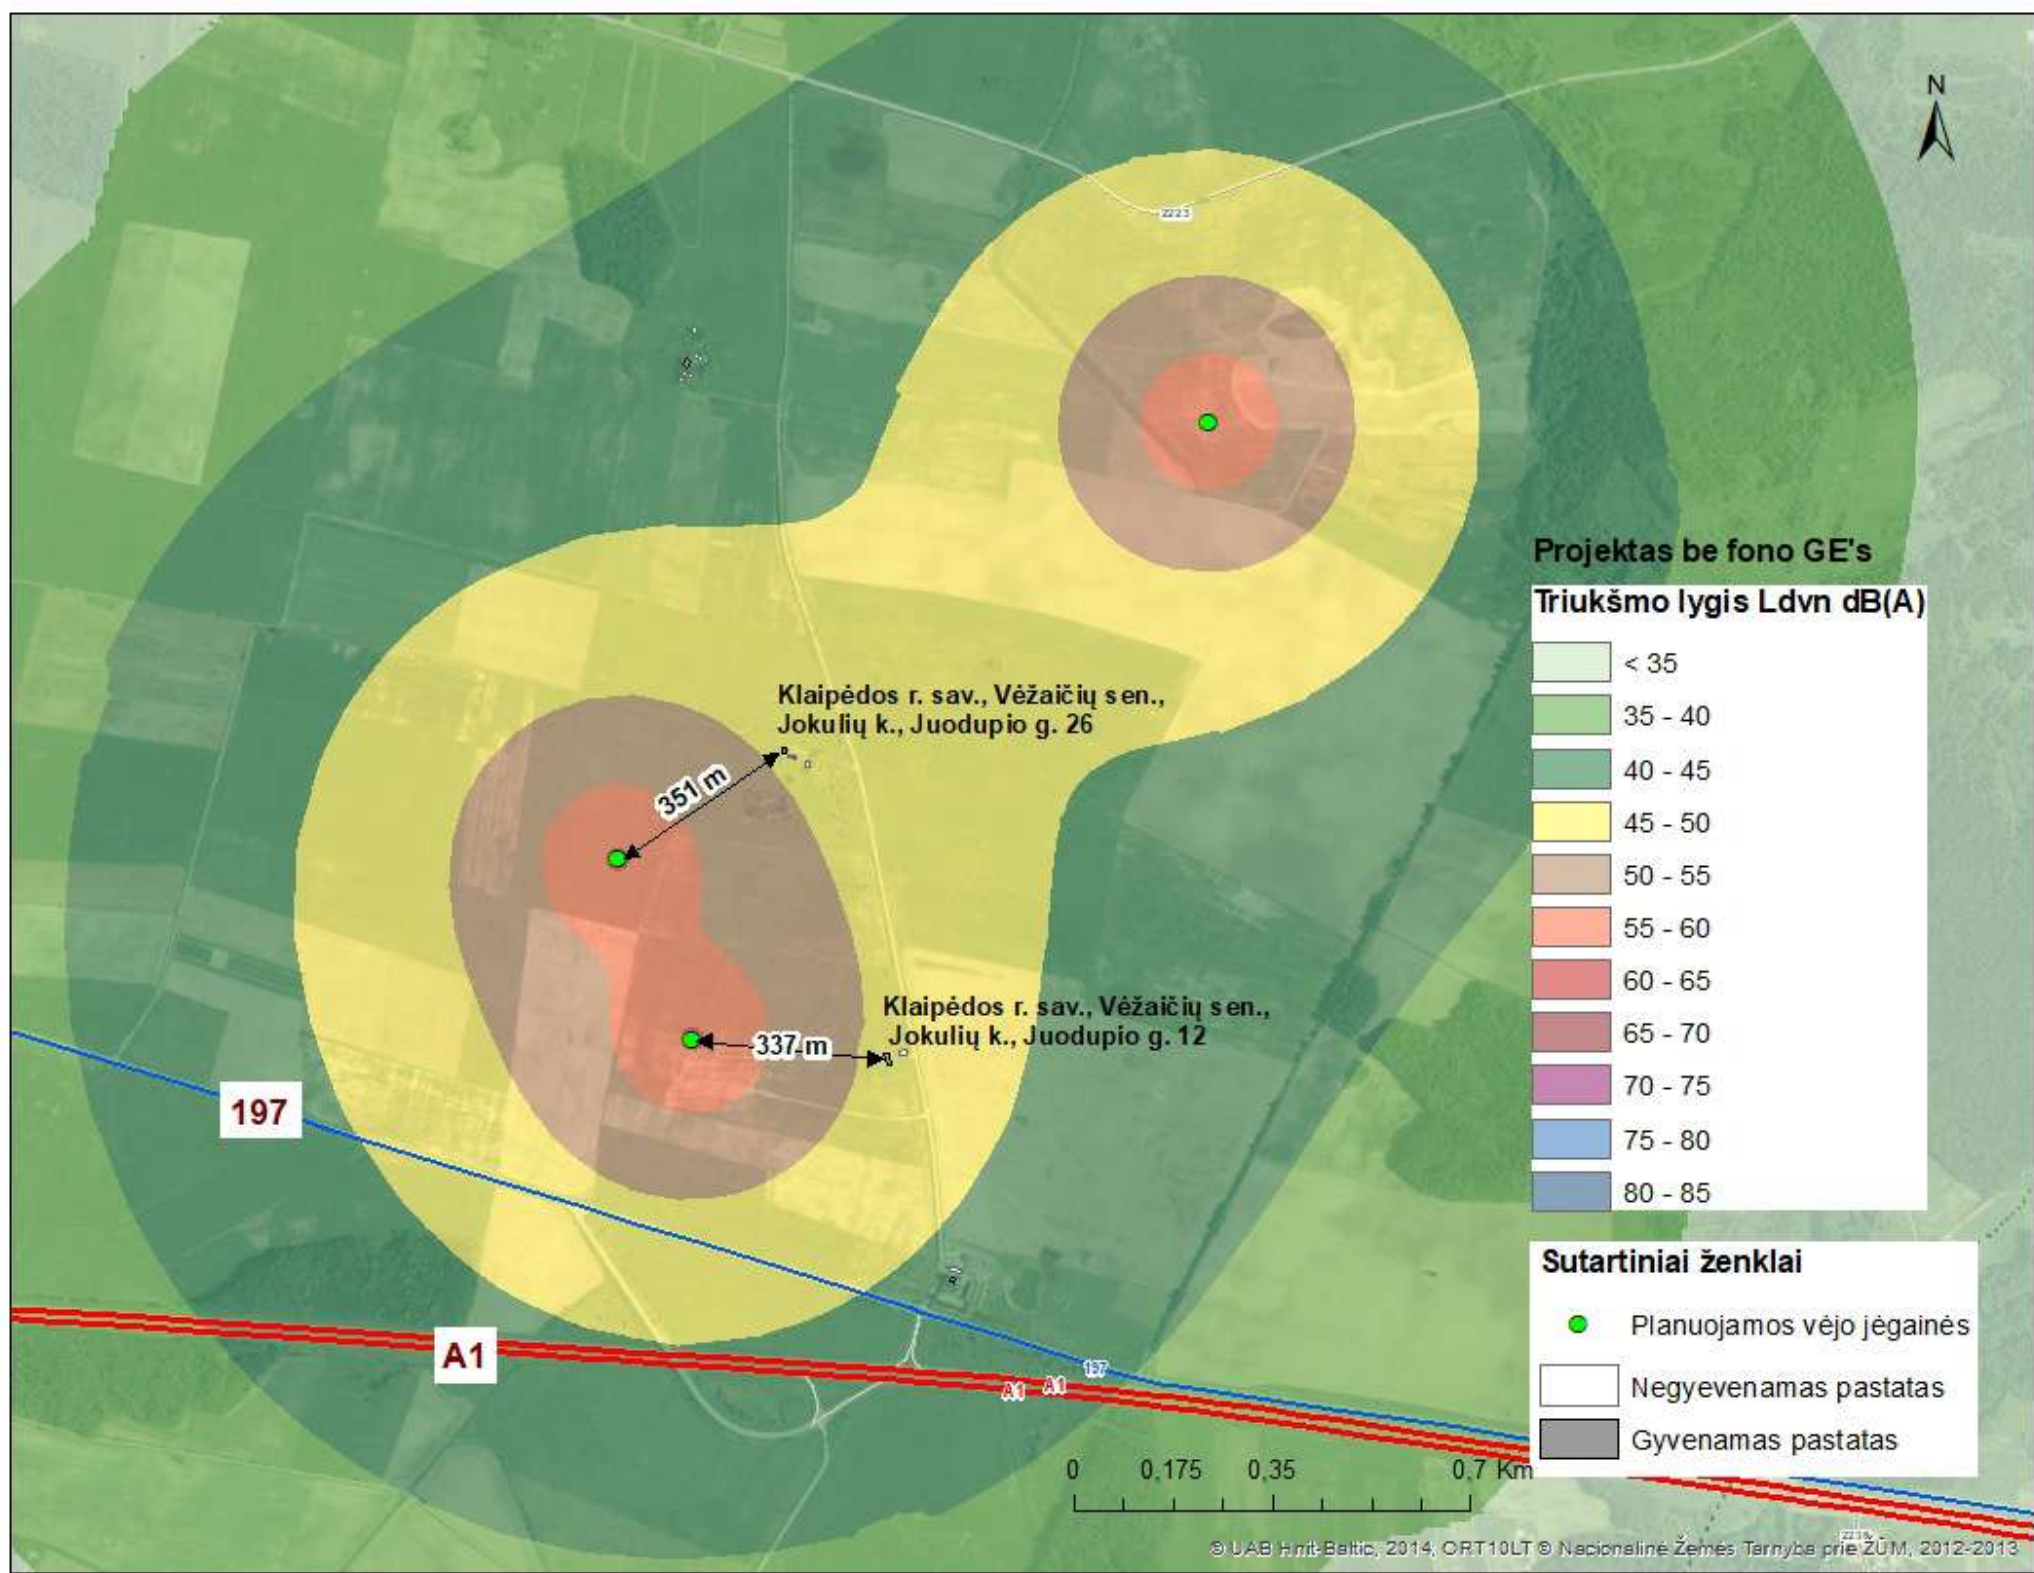 N
2223
Projektas be fono GE's
Triukšmo lygis Ldvn dB(A)
< 35
35 - 40
40 - 45
45 - 50
50 - 55
55 - 60
60 - 65
65 - 70
70 - 75
75 - 80
80 - 85
Klaipėdos r. sav., Vėžaičių sen.,
Jokulių k., Juodupio g. 26
351 m
Klaipėdos r. sav., Vėžaičių sen.,
Jokulių k., Juodupio g. 12
337 m
197
A1
197
A1 A1
Sutartiniai ženklai
Planuojamos vėjo jėgainės
Negyevenamas pastatas
Gyvenamas pastatas
0 0,175 0,35 0,7 Km
© UAB Hnit-Baltic, 2014, ORT10LT © Nacionalinė Žemės Tarnyba prie ŽŪM, 2012-2013